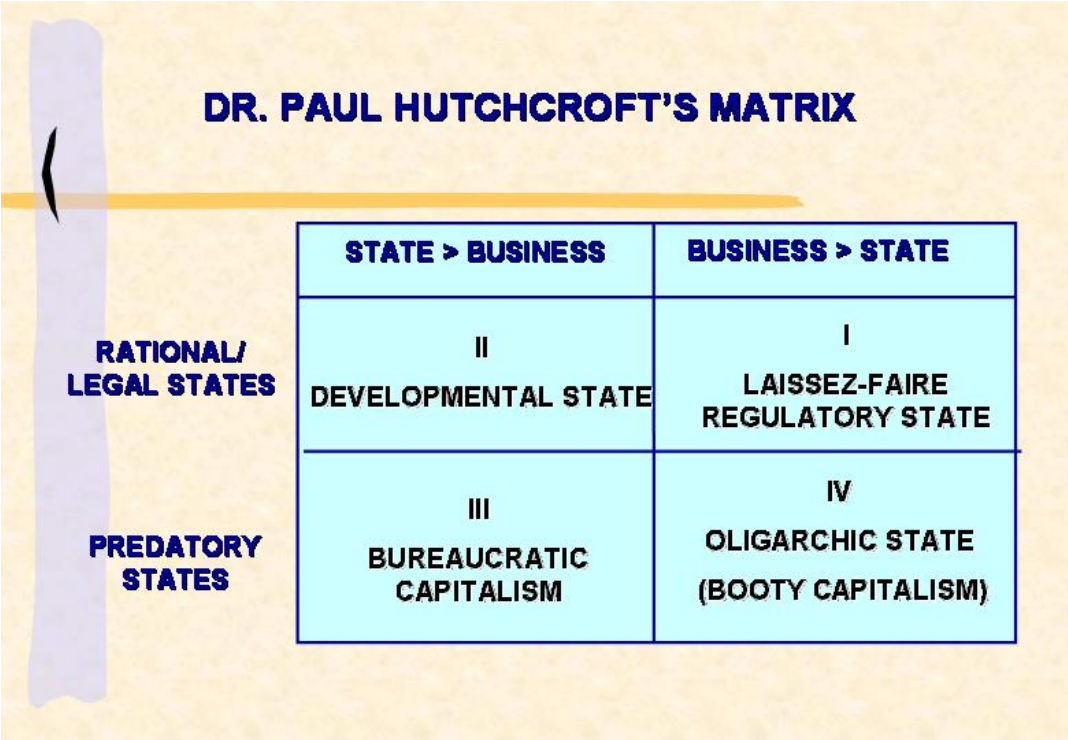 DR. PAUL HUTCHCROFT’S MATRIX
STATE > BUSINESS
BUSINESS > STATE
RATIONAL/
LEGAL STATES
II
DEVELOPMENTAL STATE
I
LAISSEZ-FAIRE
REGULATORY STATE
PREDATORY
STATES
III
BUREAUCRATIC
CAPITALISM
IV
OLIGARCHIC STATE
(BOOTY CAPITALISM)